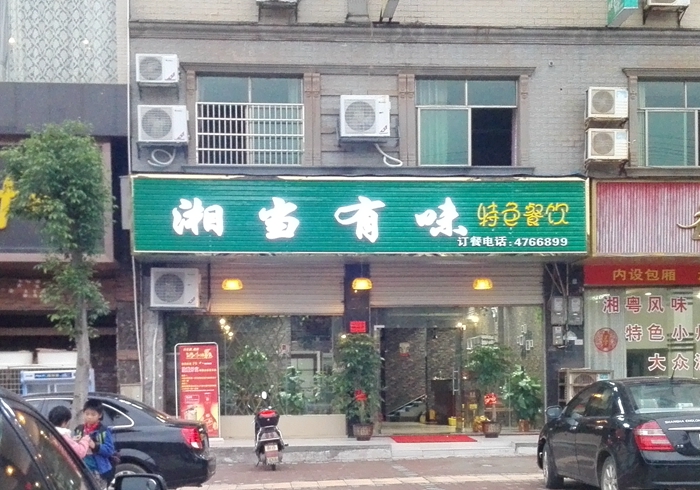 湘当有味
特色餐饮
订餐电话:4766899
内设包厢
湘粤风味
特色小
大众